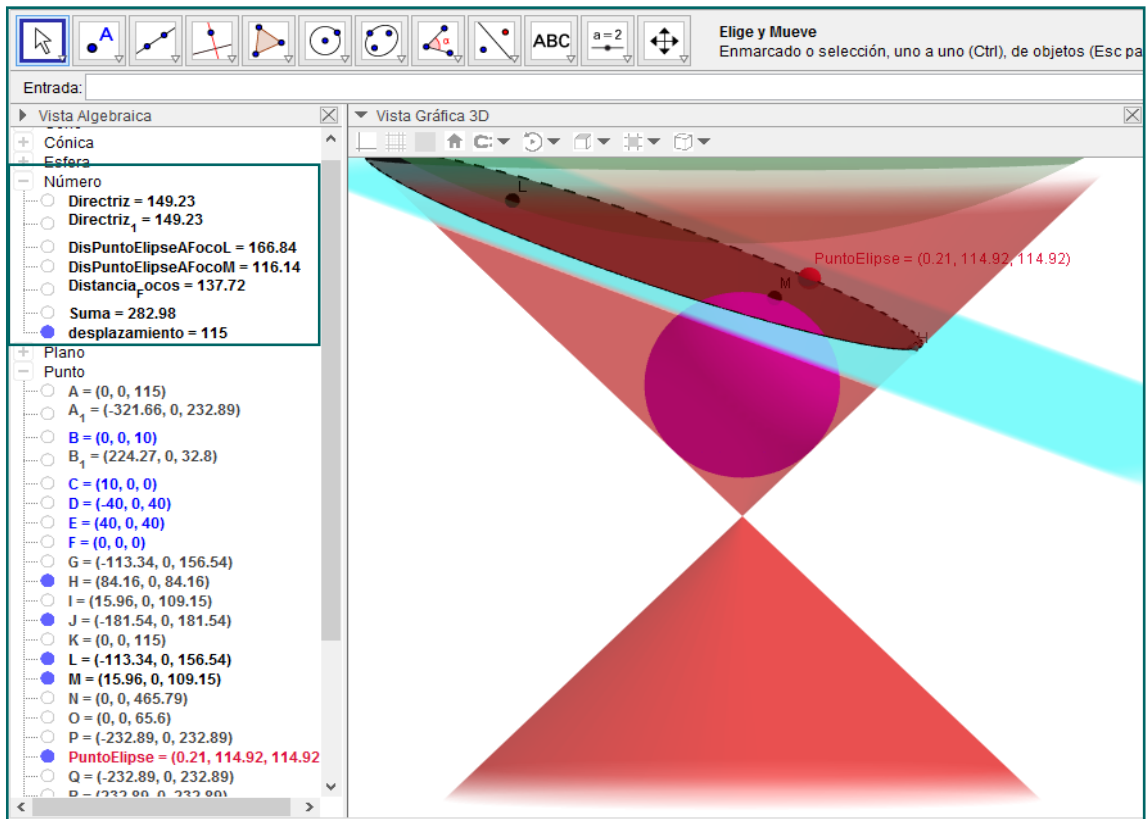 ABC
a=2
Elige y Mueve
Enmarcado o selección, uno a uno (Ctrl), de objetos (Esc pa
Entrada:
Vista Algebraica
Cónica
Esfera
Número
Directriz = 149.23
Directriz₁ = 149.23
DisPuntoElipseAFocoL = 166.84
DisPuntoElipseAFocoM = 116.14
Distancia_Focos = 137.72
Suma = 282.98
desplazamiento = 115
Plano
Punto
A = (0, 0, 115)
A₁ = (-321.66, 0, 232.89)
B = (0, 0, 10)
B₁ = (224.27, 0, 32.8)
C = (10, 0, 0)
D = (-40, 0, 40)
E = (40, 0, 40)
F = (0, 0, 0)
G = (-113.34, 0, 156.54)
H = (84.16, 0, 84.16)
I = (15.96, 0, 109.15)
J = (-181.54, 0, 181.54)
K = (0, 0, 115)
L = (-113.34, 0, 156.54)
M = (15.96, 0, 109.15)
N = (0, 0, 465.79)
O = (0, 0, 65.6)
P = (-232.89, 0, 232.89)
PuntoElipse = (0.21, 114.92, 114.92
Q = (-232.89, 0, 232.89)
R = (232.89, 0, 232.89)
Vista Gráfica 3D
L
PuntoElipse = (0.21, 114.92, 114.92)
M
H